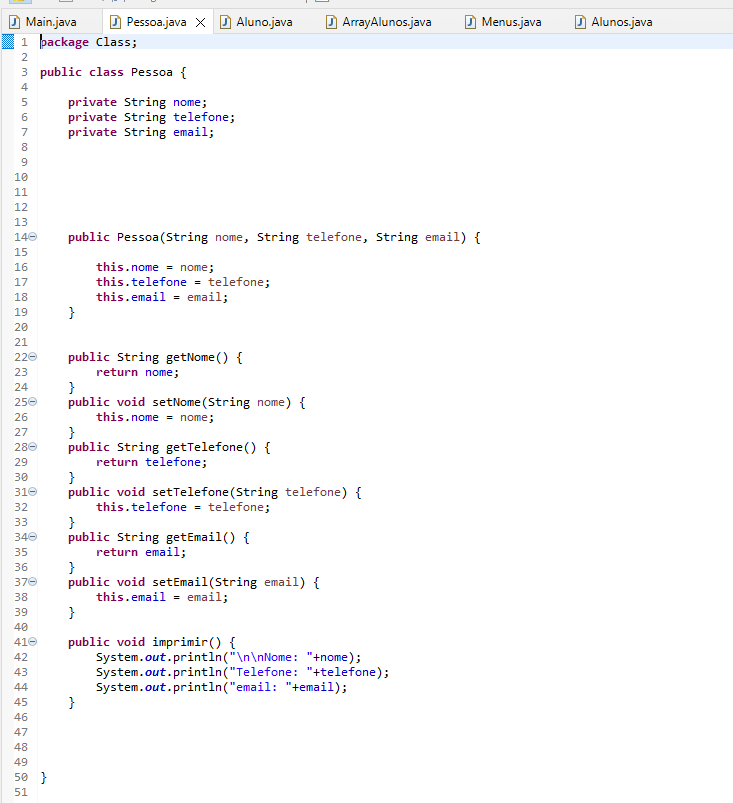 Main.java Pessoa.java Aluno.java ArrayAlunos.java Menus.java Alunos.java
1 package Class;
2
3 public class Pessoa {
4
5     private String nome;
6     private String telefone;
7     private String email;
8
9
10
11
12
13
14     public Pessoa(String nome, String telefone, String email) {
15
16         this.nome = nome;
17         this.telefone = telefone;
18         this.email = email;
19     }
20
21
22     public String getNome() {
23         return nome;
24     }
25     public void setNome(String nome) {
26         this.nome = nome;
27     }
28     public String getTelefone() {
29         return telefone;
30     }
31     public void setTelefone(String telefone) {
32         this.telefone = telefone;
33     }
34     public String getEmail() {
35         return email;
36     }
37     public void setEmail(String email) {
38         this.email = email;
39     }
40
41     public void imprimir() {
42         System.out.println("\n\nNome: "+nome);
43         System.out.println("Telefone: "+telefone);
44         System.out.println("email: "+email);
45     }
46
47
48
49
50 }
51